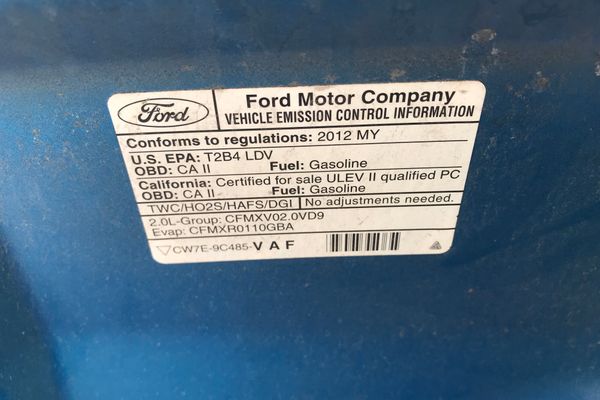 Ford
Ford Motor Company
VEHICLE EMISSION CONTROL INFORMATION
Conforms to regulations: 2012 MY
U.S. EPA: T2B4 LDV
OBD: CA II Fuel: Gasoline
California: Certified for sale ULEV II qualified PC
OBD: CA II Fuel: Gasoline
TWC/HO2S/HAFS/DGI No adjustments needed.
2.0L-Group: CFMXV02.0VD9
Evap: CFMXR0110GBA
CW7E-9C485-VAF